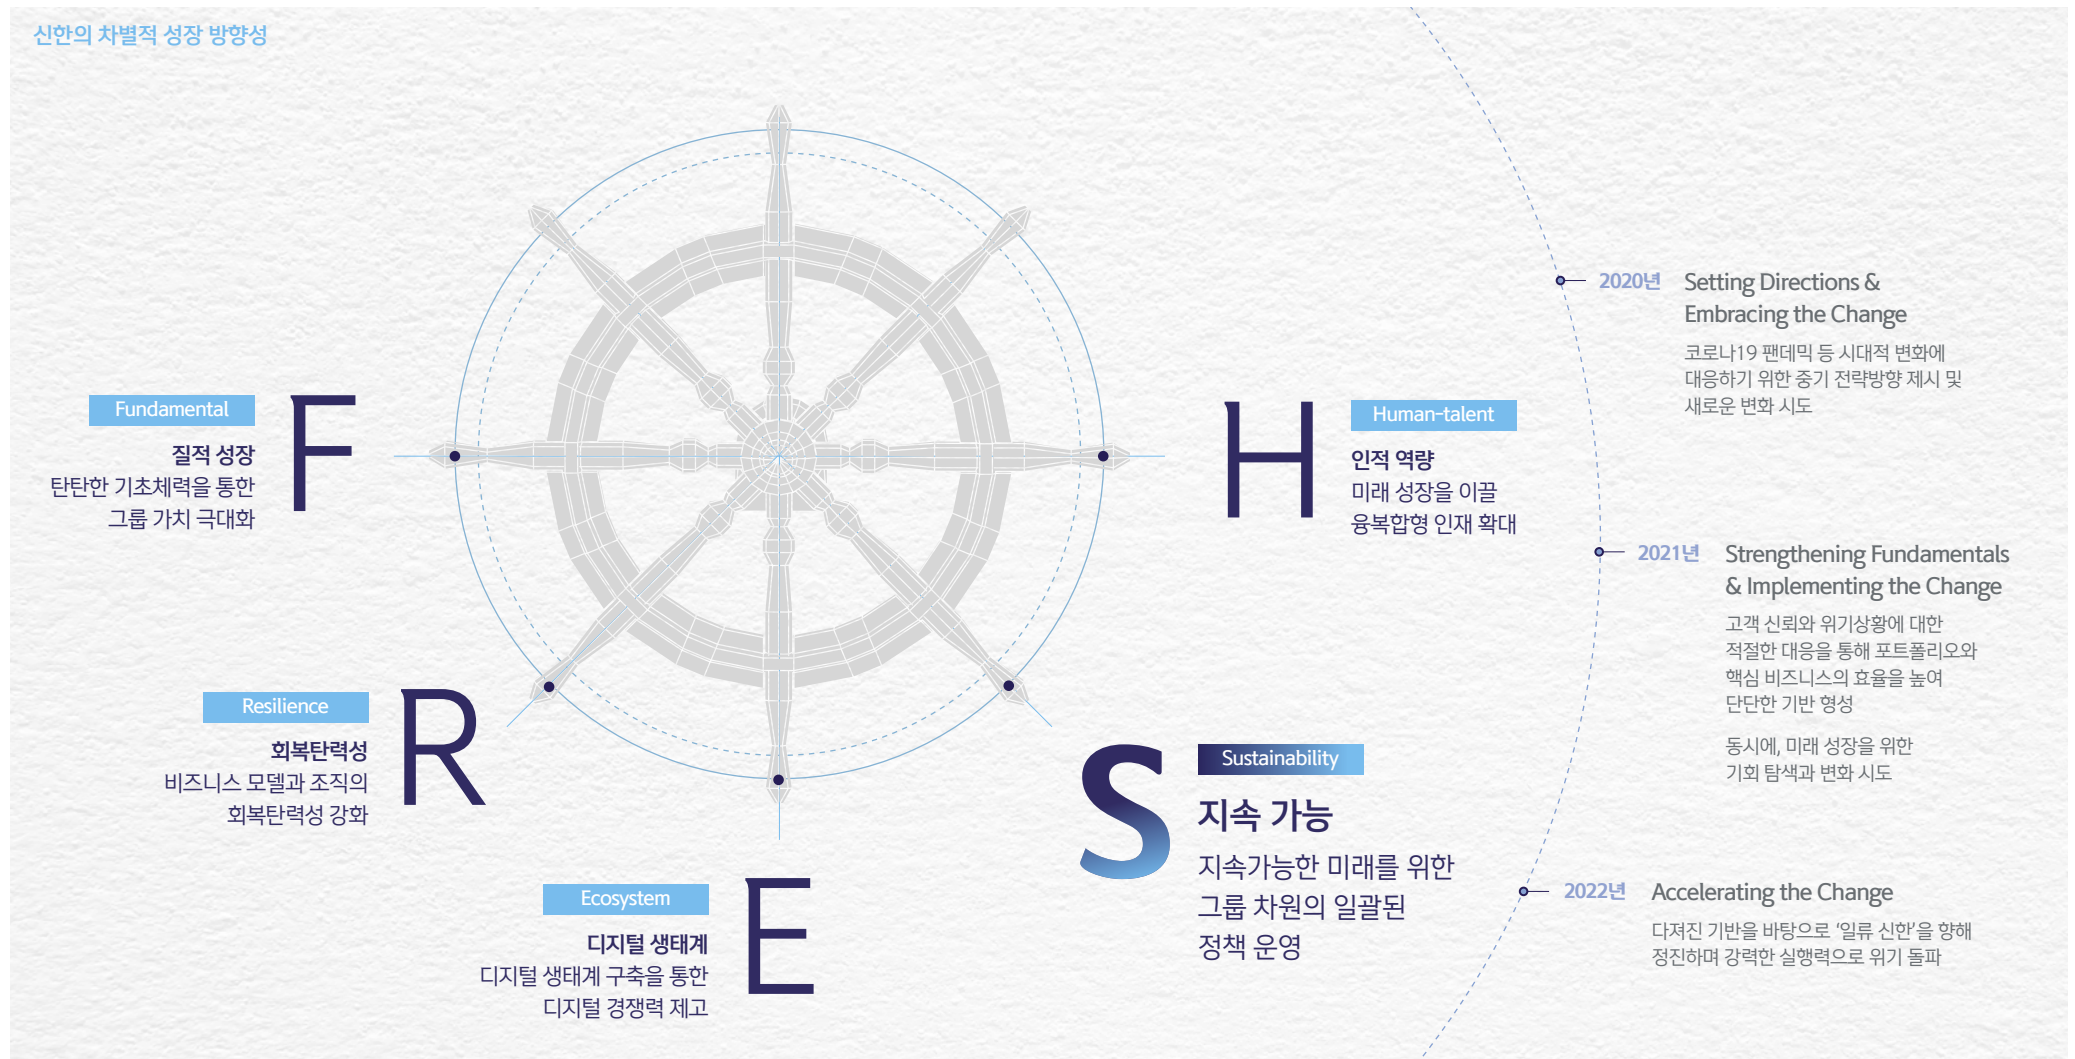 신한의 차별적 성장 방향성
F
Fundamental
질적 성장
탄탄한 기초체력을 통한
그룹 가치 극대화
R
Resilience
회복탄력성
비즈니스 모델과 조직의
회복탄력성 강화
E
Ecosystem
디지털 생태계
디지털 생태계 구축을 통한
디지털 경쟁력 제고
S
Sustainability
지속 가능
지속가능한 미래를 위한
그룹 차원의 일괄된
정책 운영
H
Human-talent
인적 역량
미래 성장을 이끌
융복합형 인재 확대
2020년
Setting Directions &
Embracing the Change
코로나19 팬데믹 등 시대적 변화에
대응하기 위한 중기 전략방향 제시 및
새로운 변화 시도
2021년
Strengthening Fundamentals
& Implementing the Change
고객 신뢰와 위기상황에 대한
적절한 대응을 통해 포트폴리오와
핵심 비즈니스의 효율을 높여
단단한 기반 형성
동시에, 미래 성장을 위한
기회 탐색과 변화 시도
2022년
Accelerating the Change
다져진 기반을 바탕으로 ‘일류 신한’을 향해
정진하며 강력한 실행력으로 위기 돌파